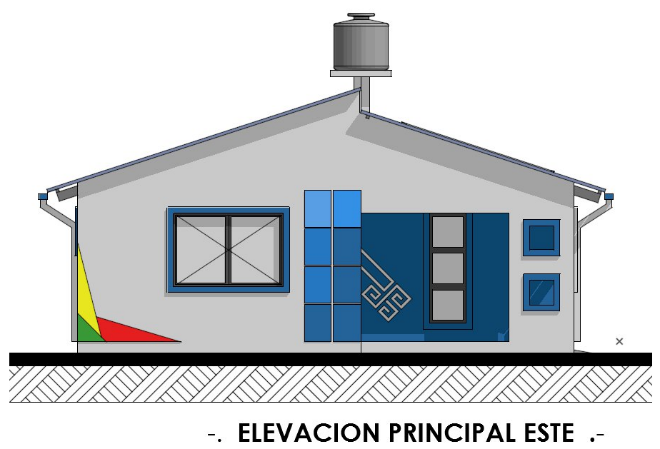 -. ELEVACION PRINCIPAL ESTE .-